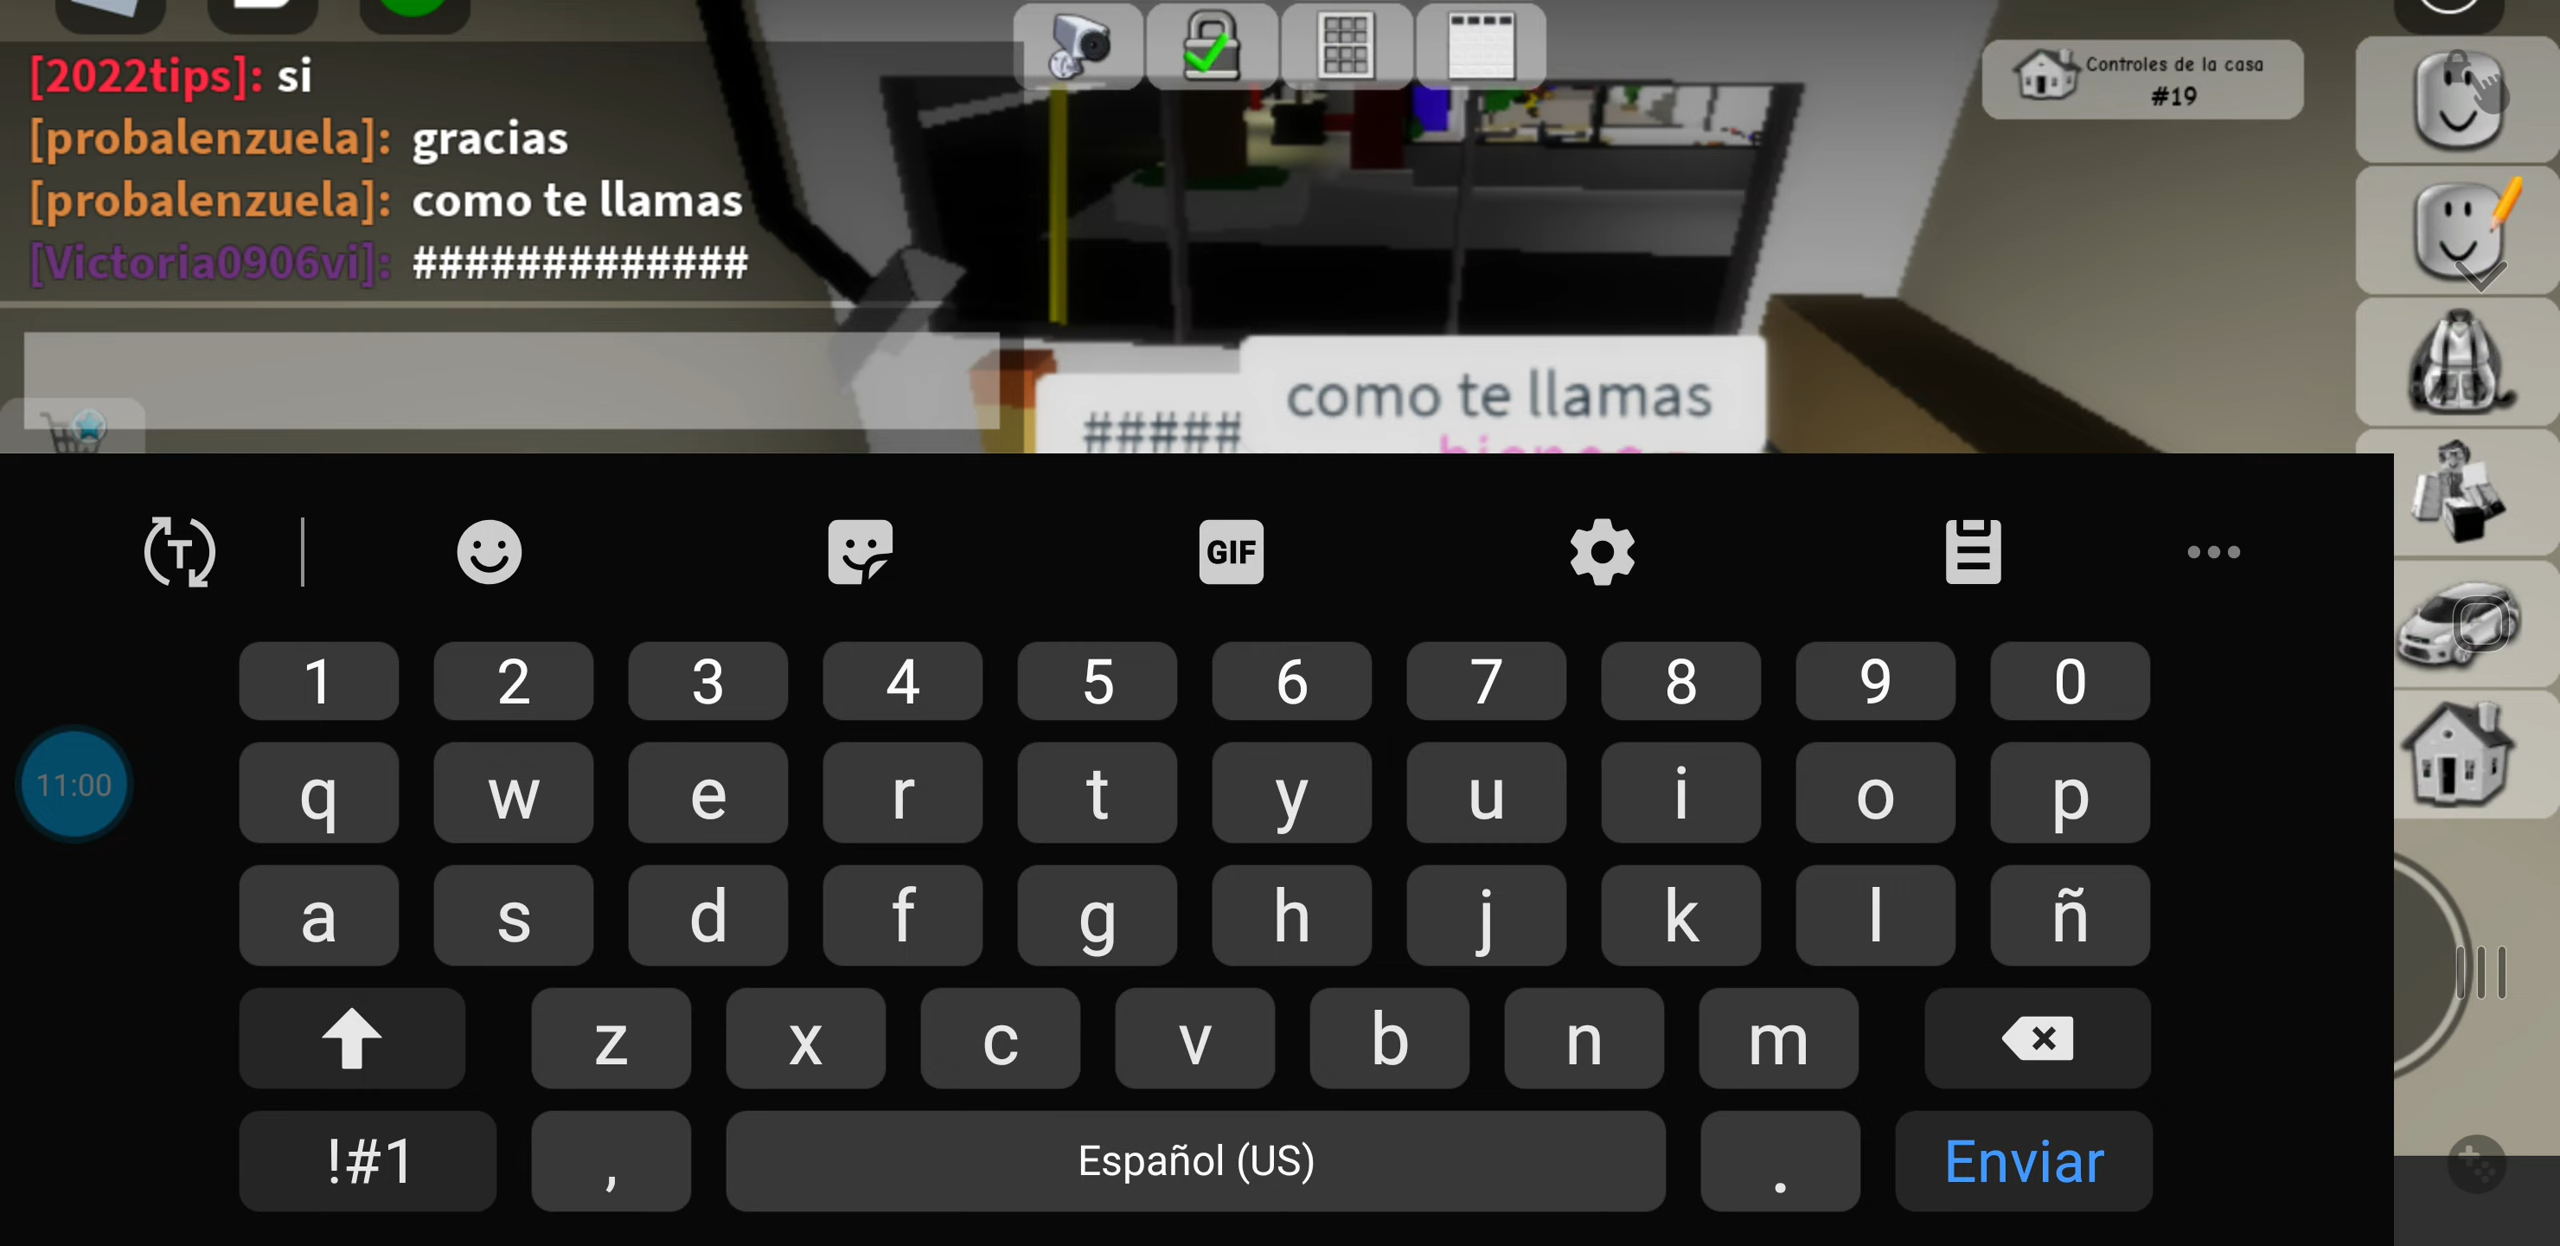 [2022tips]: si
[probalenzuela]: gracias
[probalenzuela]: como te llamas
[Victoria0906vi]: #############
Controles de la casa
#19
como te llamas
#####
GIF
1 2 3 4 5 6 7 8 9 0
11:00
q w e r t y u i o p
a s d f g h j k l ñ
z x c v b n m
!#1 , Español (US) . Enviar